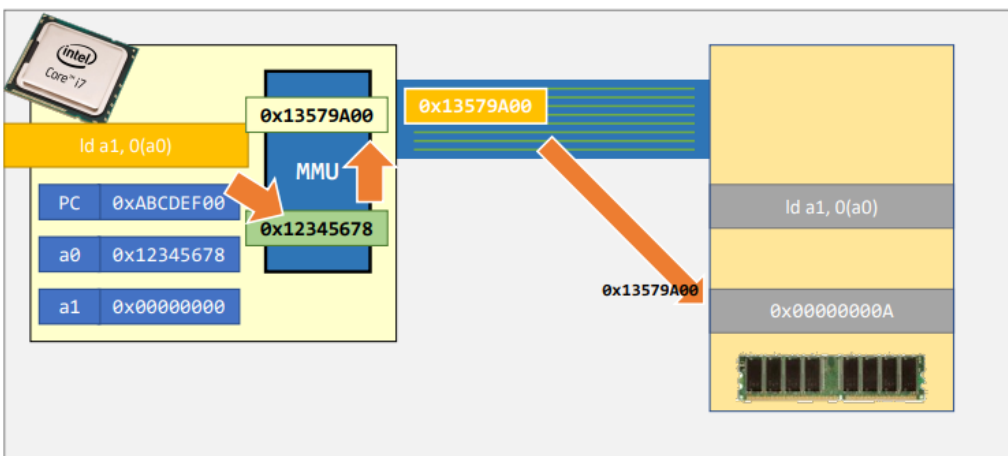 intel
Core™ i7
0x13579A00
0x13579A00
ld a1, 0(a0)
MMU
PC 0xABCDEF00
0x12345678
ld a1, 0(a0)
a0 0x12345678
0x13579A00
a1 0x00000000
0x00000000A